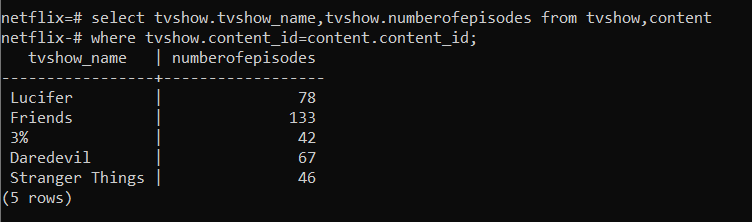 netflix=# select tvshow.tvshow_name,tvshow.numberofepisodes from tvshow,content
netflix-# where tvshow.content_id=content.content_id;
   tvshow_name   | numberofepisodes
-----------------+------------------
 Lucifer         |               78
 Friends         |              133
 3%              |               42
 Daredevil       |               67
 Stranger Things |               46
(5 rows)